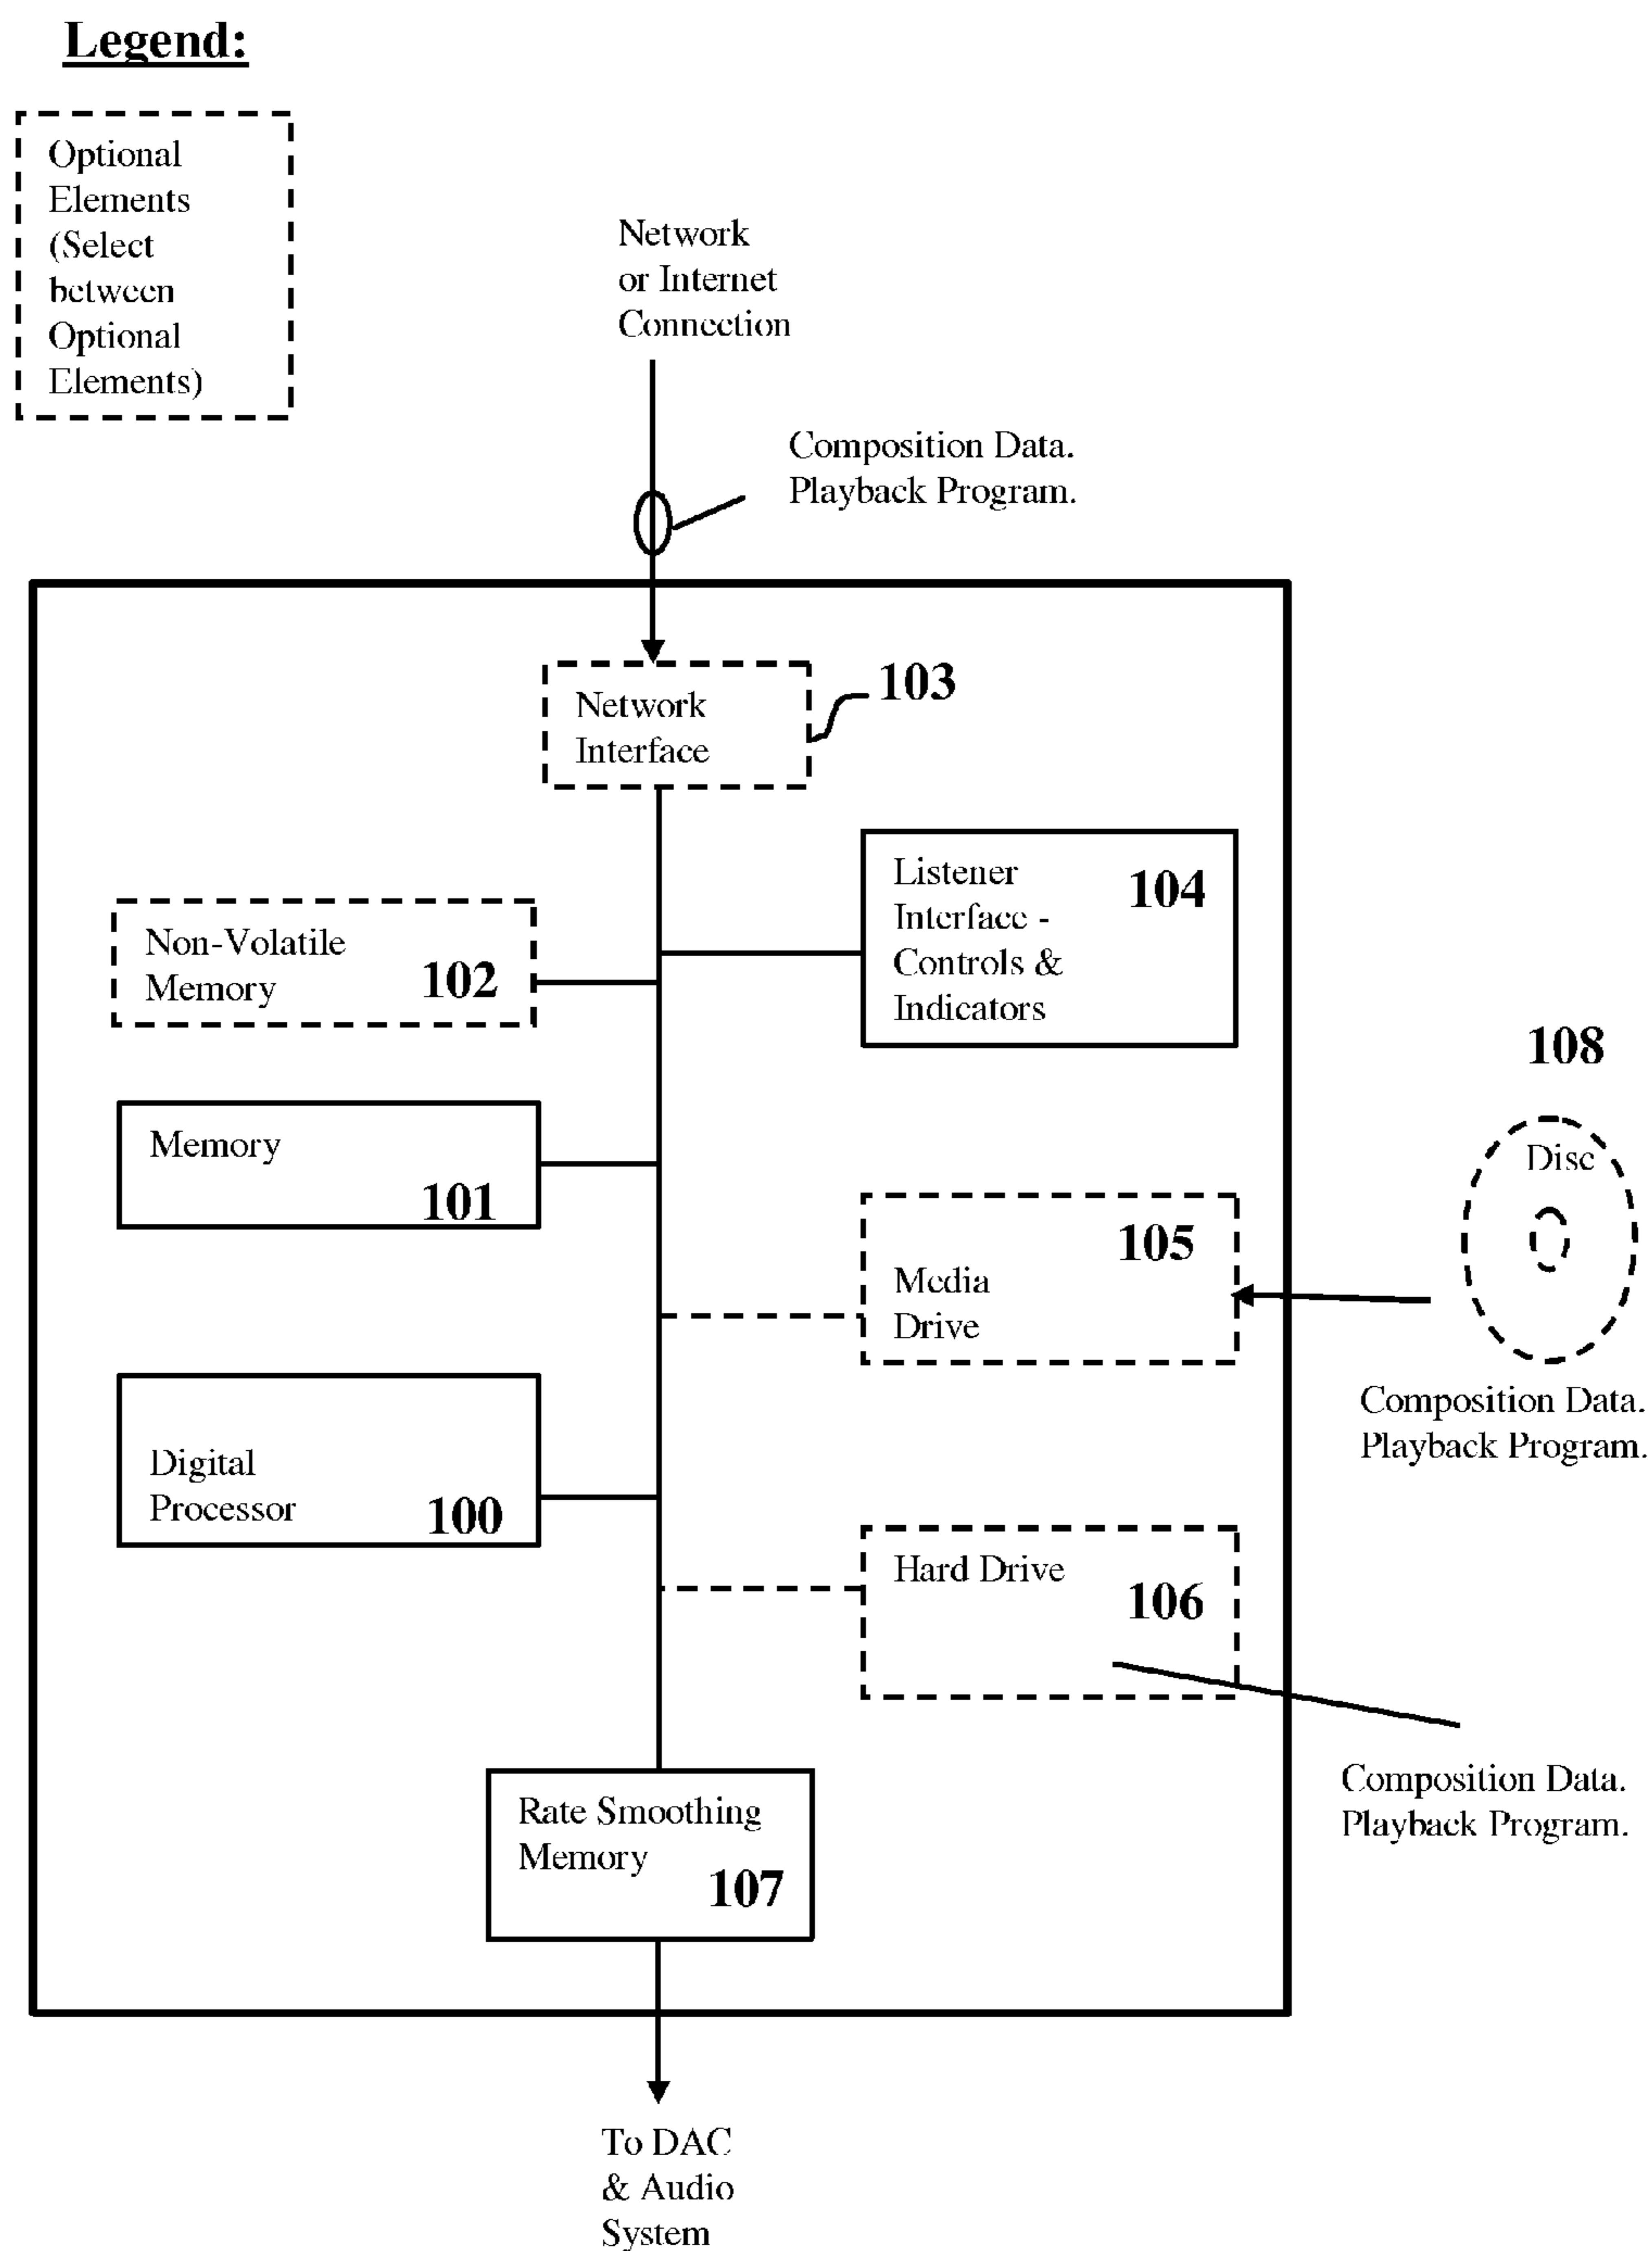 Legend:
Optional
Elements
(Select
between
Optional
Elements)
Network
or Internet
Connection
Composition Data.
Playback Program.
Network
Interface
103
Listener
Interface -
Controls &
Indicators
104
Non-Volatile
Memory
102
108
Disc
Memory
101
105
Media
Drive
Composition Data.
Playback Program.
Digital
Processor
100
Hard Drive
106
Composition Data.
Playback Program.
Rate Smoothing
Memory
107
To DAC
& Audio
System